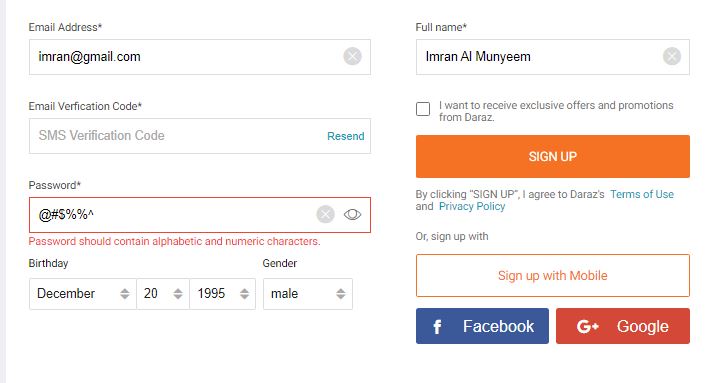 Email Address*
imran@gmail.com
Email Verfication Code*
SMS Verification Code
Resend
Password*
@#$%%^
Password should contain alphabetic and numeric characters.
Birthday
Gender
December
20
1995
male
Full name*
Imran Al Munyeem
I want to receive exclusive offers and promotions
from Daraz.
SIGN UP
By clicking "SIGN UP", I agree to Daraz's Terms of Use
and Privacy Policy
Or, sign up with
Sign up with Mobile
f Facebook
G+ Google